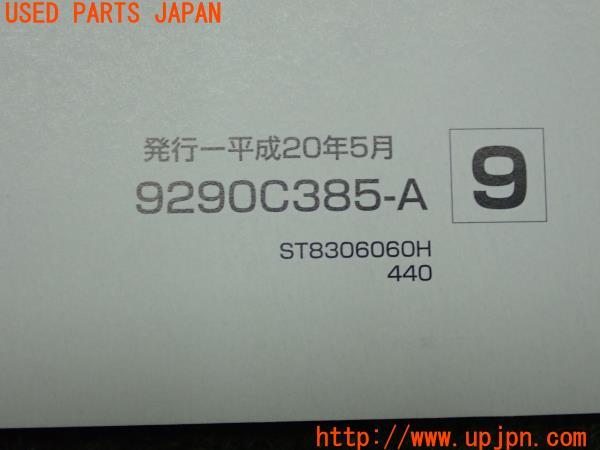 USED PARTS JAPAN
発行一平成20年5月
9290C385-A
9
ST8306060H
440
http://www.upjpn.com/